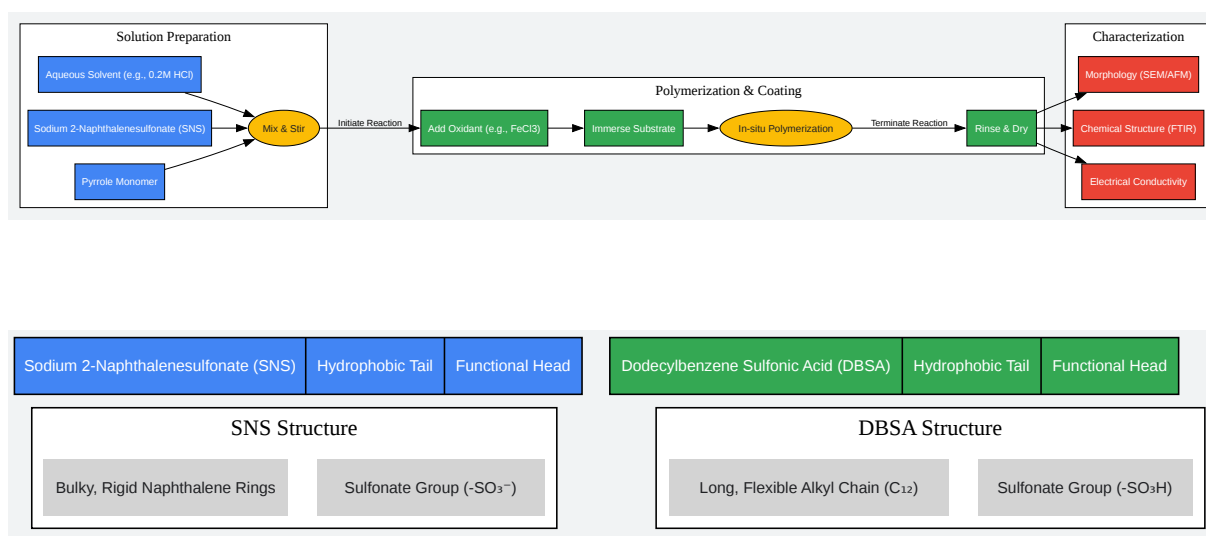 Solution Preparation
Aqueous Solvent (e.g., 0.2M HCl)
Sodium 2-Naphthalenesulfonate (SNS)
Pyrrole Monomer
Mix & Stir
Initiate Reaction
Polymerization & Coating
Add Oxidant (e.g., FeCl3)
Immerse Substrate
In-situ Polymerization
Terminate Reaction
Rinse & Dry
Characterization
Morphology (SEM/AFM)
Chemical Structure (FTIR)
Electrical Conductivity
Sodium 2-Naphthalenesulfonate (SNS)
Hydrophobic Tail
Functional Head
Dodecylbenzene Sulfonic Acid (DBSA)
Hydrophobic Tail
Functional Head
SNS Structure
Bulky, Rigid Naphthalene Rings
Sulfonate Group (-SO₃⁻)
DBSA Structure
Long, Flexible Alkyl Chain (C₁₂)
Sulfonate Group (-SO₃H)